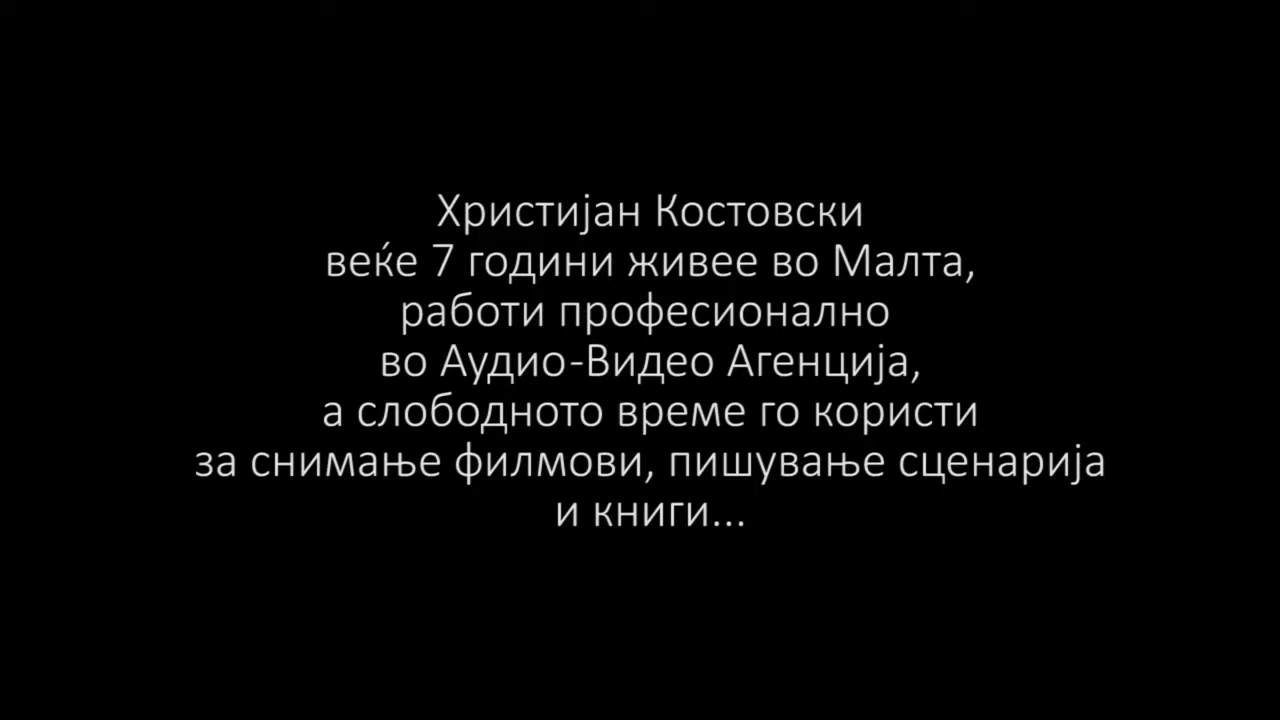 Христијан Костовски
веќе 7 години живее во Малта,
работи професионално
во Аудио-Видео Агенција,
а слободното време го користи
за снимање филмови, пишување сценарија
и книги...